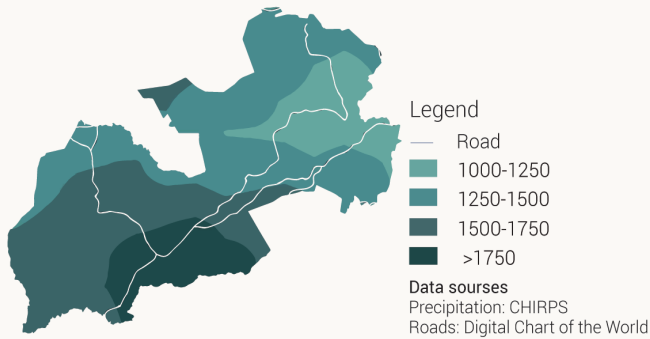 Legend
Road
1000-1250
1250-1500
1500-1750
>1750
Data sourses
Precipitation: CHIRPS
Roads: Digital Chart of the World